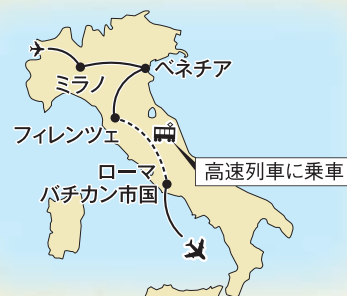 ベネチア
ミラノ
フィレンツェ
高速列車に乗車
ローマ
バチカン市国